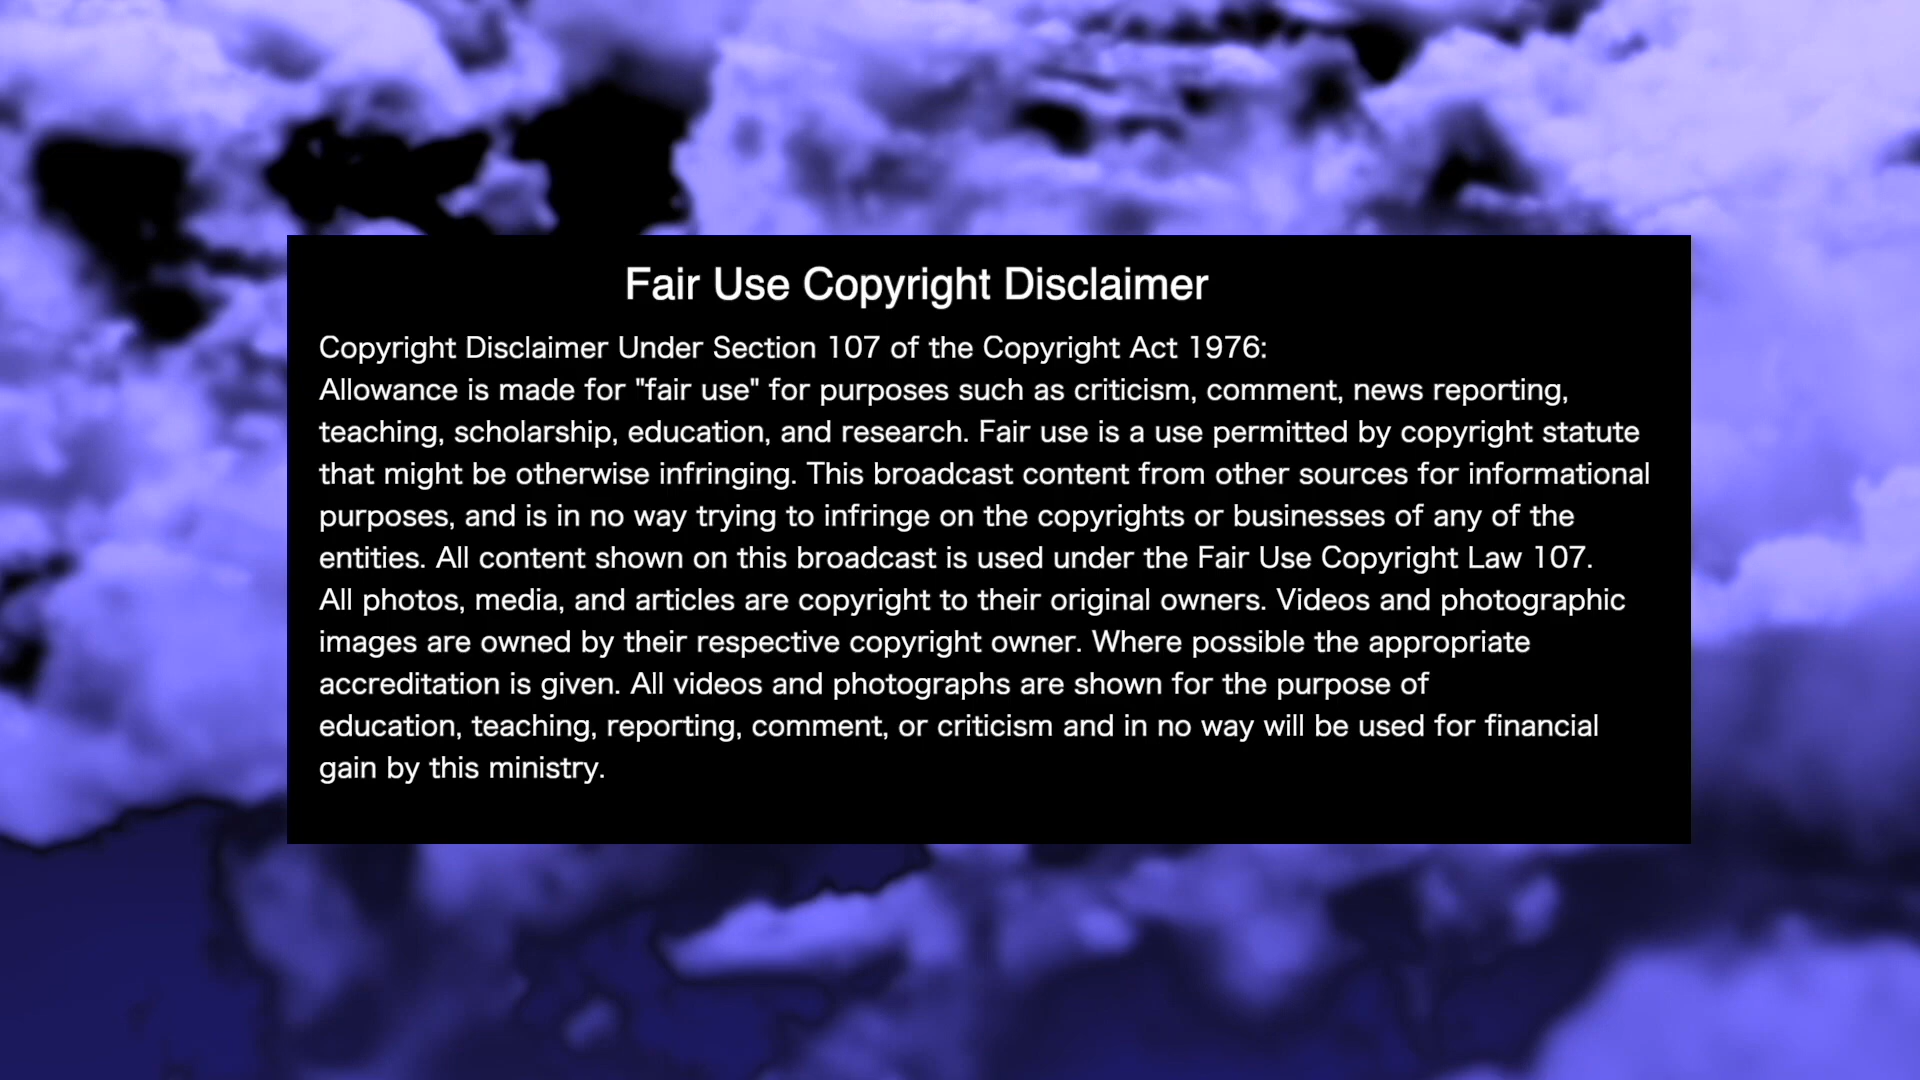 Fair Use Copyright Disclaimer
Copyright Disclaimer Under Section 107 of the Copyright Act 1976:
Allowance is made for "fair use" for purposes such as criticism, comment, news reporting,
teaching, scholarship, education, and research. Fair use is a use permitted by copyright statute
that might be otherwise infringing. This broadcast content from other sources for informational
purposes, and is in no way trying to infringe on the copyrights or businesses of any of the
entities. All content shown on this broadcast is used under the Fair Use Copyright Law 107.
All photos, media, and articles are copyright to their original owners. Videos and photographic
images are owned by their respective copyright owner. Where possible the appropriate
accreditation is given. All videos and photographs are shown for the purpose of
education, teaching, reporting, comment, or criticism and in no way will be used for financial
gain by this ministry.